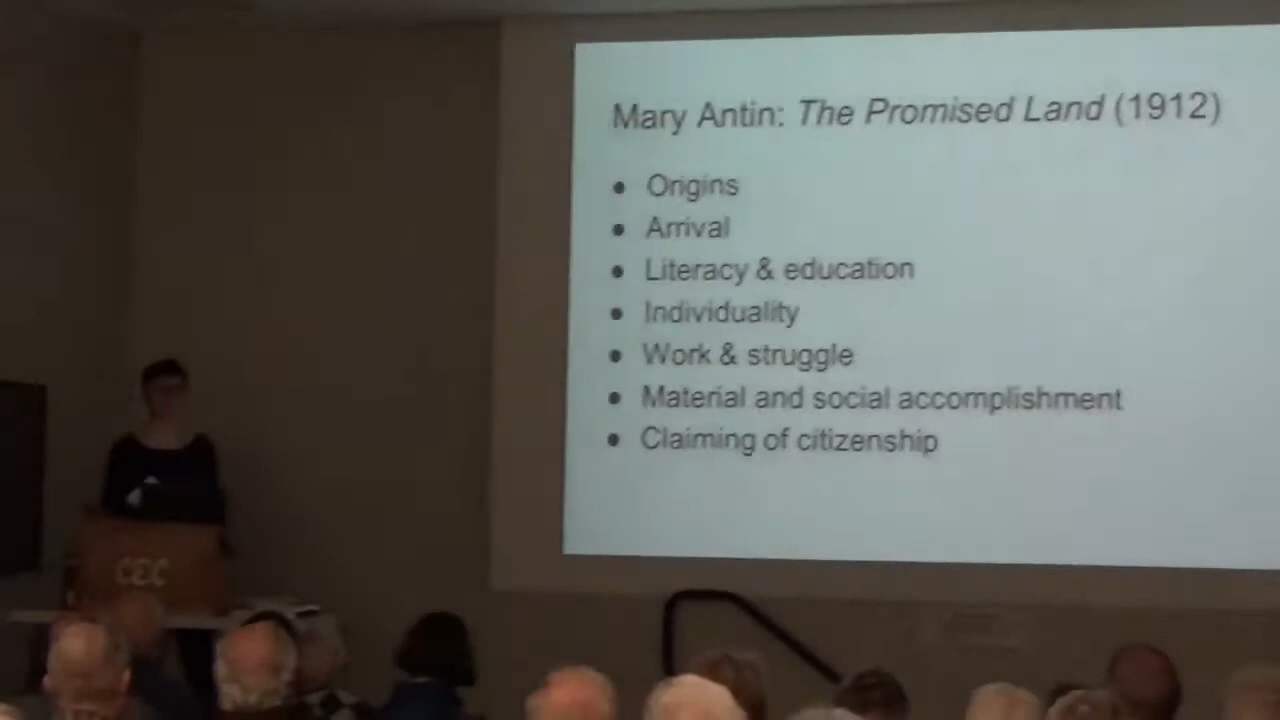 Mary Antin: The Promised Land (1912)
• Origins
• Arrival
• Literacy & education
• Individuality
• Work & struggle
• Material and social accomplishment
• Claiming of citizenship
CEC